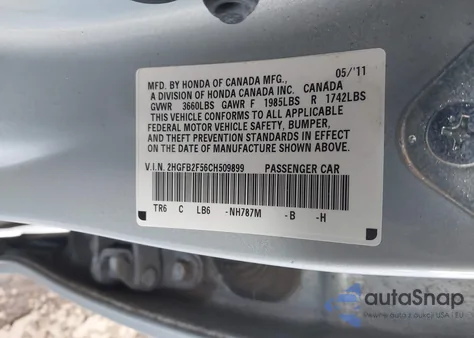 MFD. BY HONDA OF CANADA MFG., 05/'11
A DIVISION OF HONDA CANADA INC. CANADA
GVWR 3660LBS GAWR F 1985LBS R 1742LBS
THIS VEHICLE CONFORMS TO ALL APPLICABLE
FEDERAL MOTOR VEHICLE SAFETY, BUMPER,
AND THEFT PREVENTION STANDARDS IN EFFECT
ON THE DATE OF MANUFACTURE SHOWN ABOVE.
V.I.N. 2HGFB2F56CH509899 PASSENGER CAR
TR6 C LB6 -NH787M -B -H
autoSnap